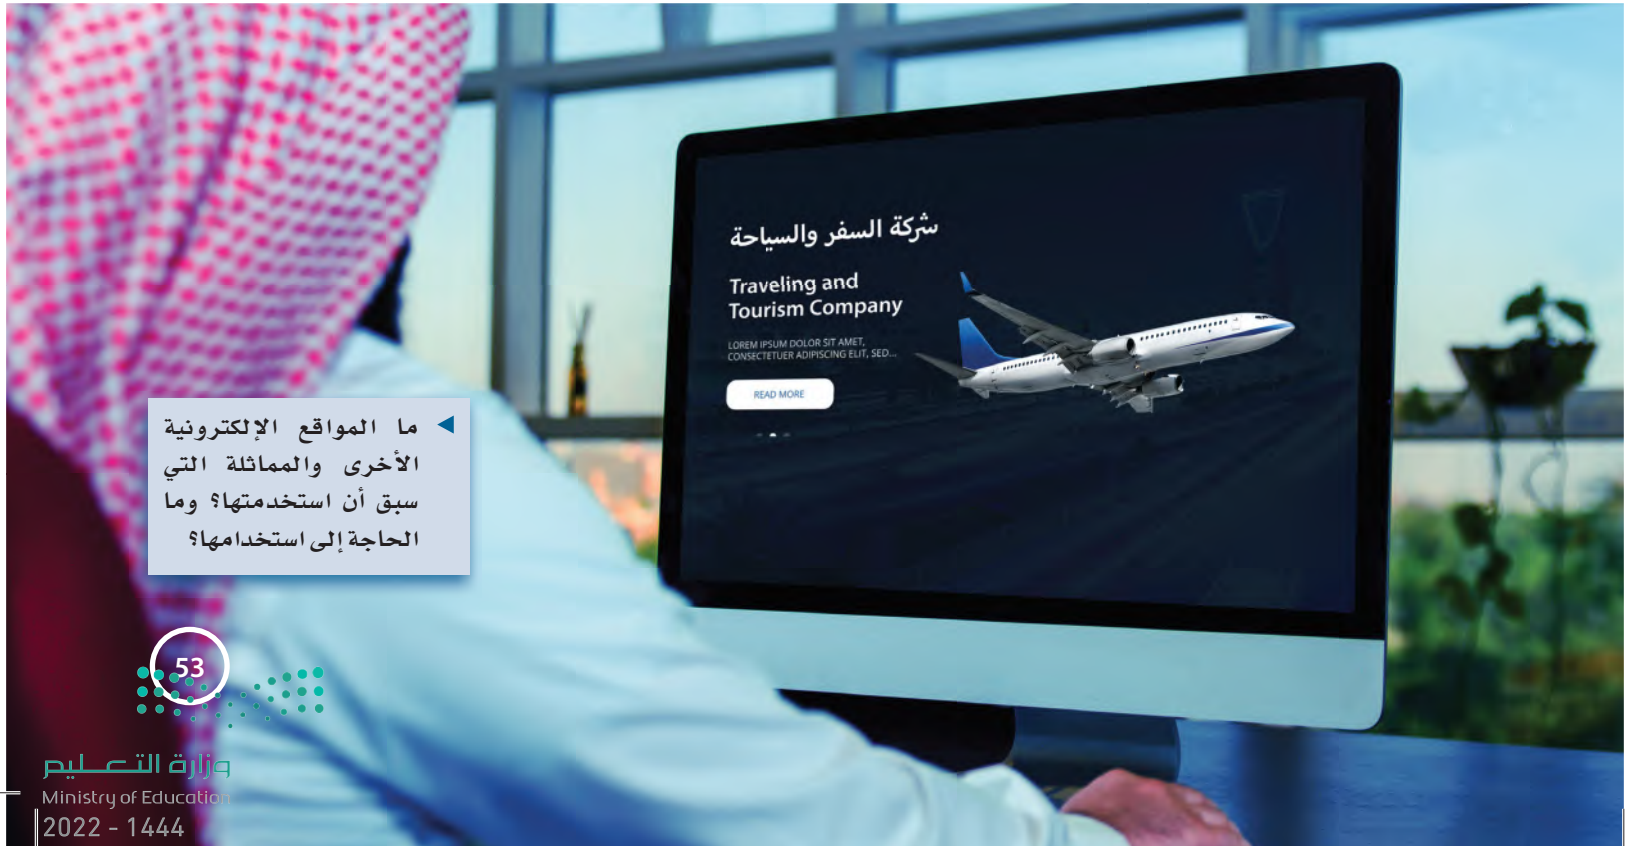 شركة السفر والسياحة
Traveling and
Tourism Company
LOREM IPSUM DOLOR SIT AMET,
CONSECTETUER ADIPISCING ELIT, SED...
READ MORE
ما المواقع الإلكترونية
الأخرى والمماثلة التي
سبق أن استخدمتها؟ وما
الحاجة إلى استخدامها؟
53
وزارة التعليم
Ministry of Education
2022 - 1444